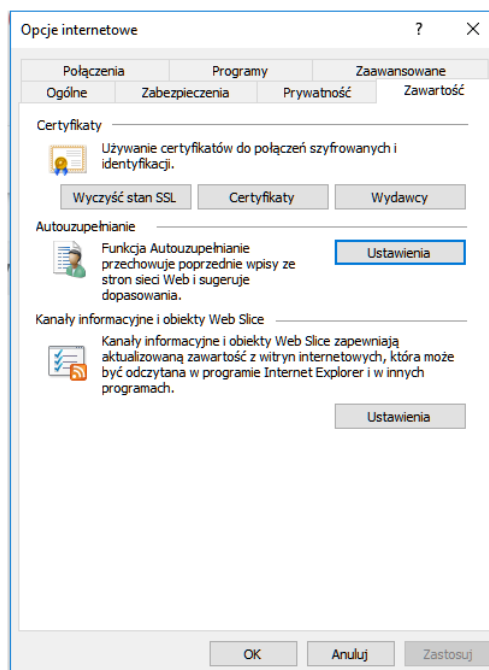 Opcje internetowe
Połączenia Programy Zaawansowane
Ogólne Zabezpieczenia Prywatność Zawartość
Certyfikaty
Używanie certyfikatów do połączeń szyfrowanych i
identyfikacji.
Wyczyść stan SSL Certyfikaty Wydawcy
Autouzupełnianie
Funkcja Autouzupełnianie
przechowuje poprzednie wpisy ze
stron sieci Web i sugeruje
dopasowania.
Ustawienia
Kanały informacyjne i obiekty Web Slice
Kanały informacyjne i obiekty Web Slice zapewniają
aktualizowaną zawartość z witryn internetowych, która może
być odczytana w programie Internet Explorer i w innych
programach.
Ustawienia
OK Anuluj Zastosuj